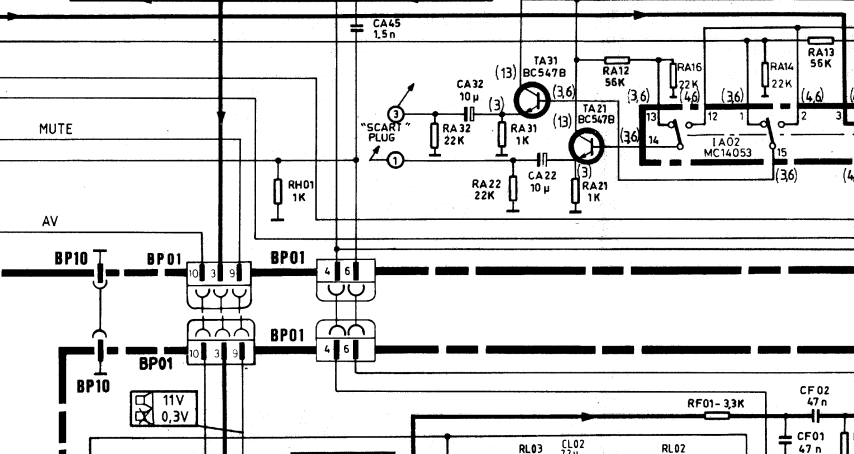 CA45
1,5n
TA31
BC547B
(13)
CA32
10µ
(3)
(3,6)
3
"SCART"
PLUG
1
RA32
22K
RA31
1K
TA21
BC547B
(13)
(3,6)
RA12
56K
RA16
22K
RA14
22K
RA13
56K
(3,6)
(4,6)
(3,6)
(4,6)
(3,
13
12
1
2
3
14
IA02
MC14053
15
(3,6)
(4,
MUTE
RH01
1K
RA22
22K
CA22
10µ
(3)
RA21
1K
AV
BP10
BP01
10
3
9
BP01
4
6
BP01
10
3
9
BP01
4
6
BP10
11V
0,3V
RF01-3,3K
CF02
47n
CF01
47n
RL03
CL02
RL02